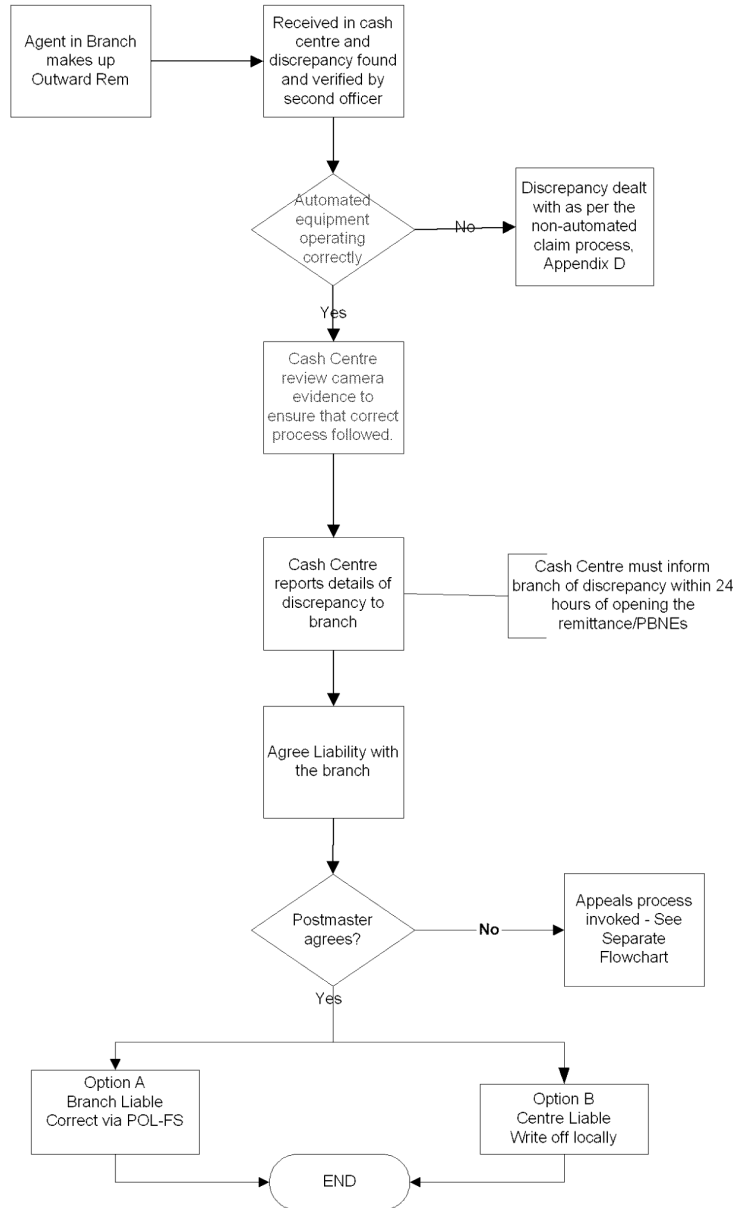 Agent in Branch
makes up
Outward Rem
Received in cash
centre and
discrepancy found
and verified by
second officer
Automated
equipment
operating
correctly
No
Discrepancy dealt
with as per the
non-automated
claim process,
Appendix D
Yes
Cash Centre
review camera
evidence to
ensure that correct
process followed.
Cash Centre
reports details of
discrepancy to
branch
Cash Centre must inform
branch of discrepancy within 24
hours of opening the
remittance/PBNEs
Agree Liability with
the branch
Postmaster
agrees?
No
Appeals process
invoked - See
Separate
Flowchart
Yes
Option A
Branch Liable
Correct via POL-FS
Option B
Centre Liable
Write off locally
END